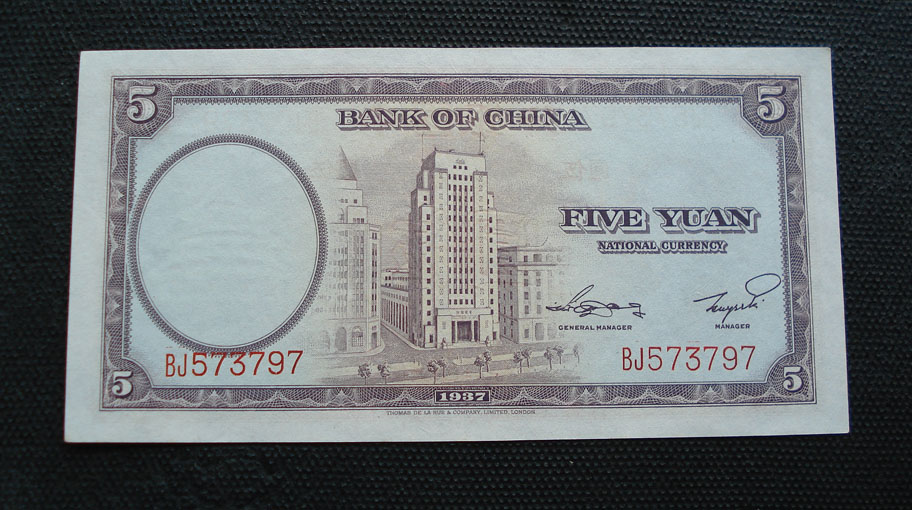 5 5
BANK OF CHINA
FIVE YUAN
NATIONAL CURRENCY
GENERAL MANAGER MANAGER
BJ573797 BJ573797
5 5
1937
THOMAS DE LA RUE & COMPANY, LIMITED, LONDON